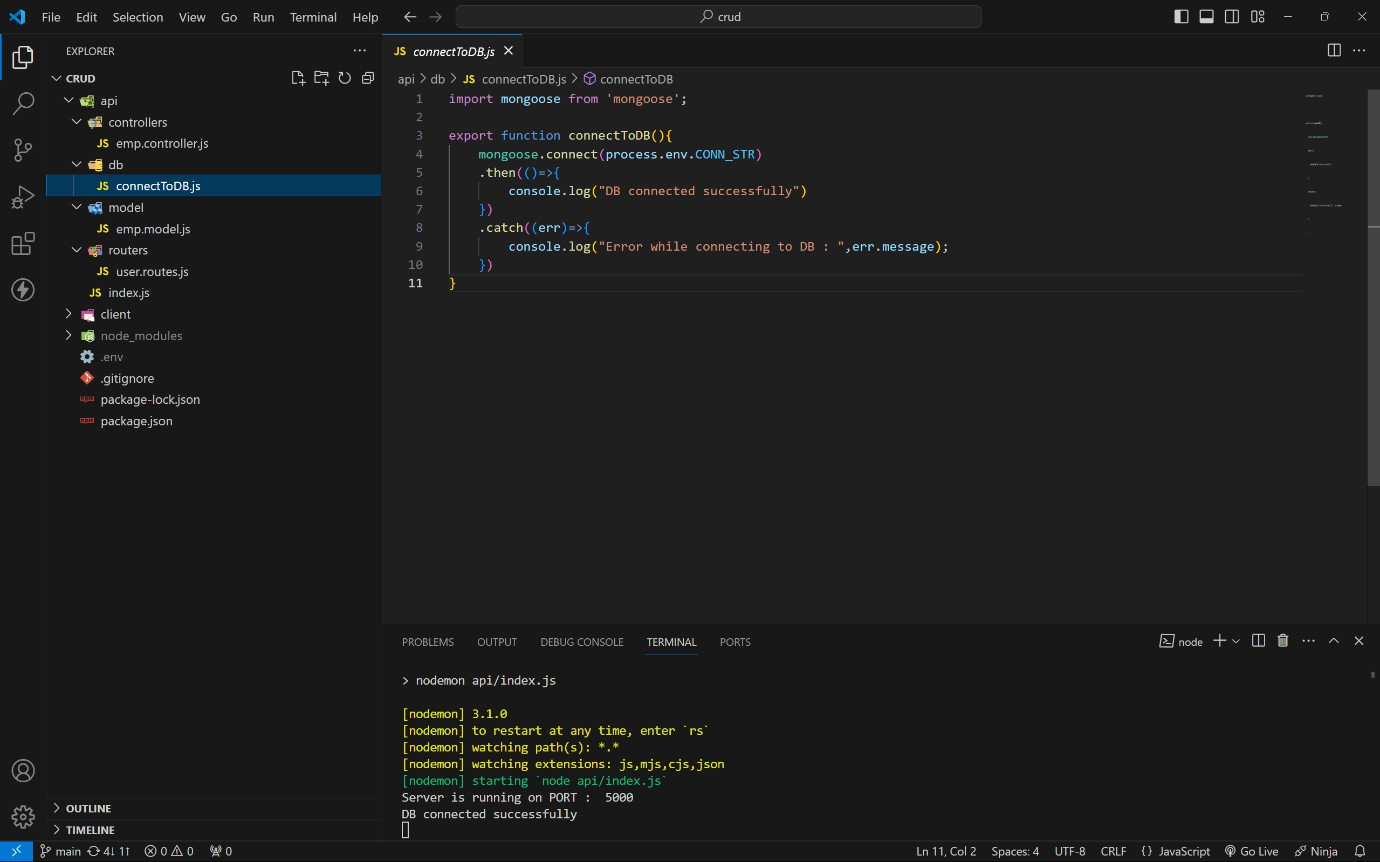 File Edit Selection View Go Run Terminal Help
crud
EXPLORER
CRUD
api
controllers
JS emp.controller.js
db
JS connectToDB.js
model
JS emp.model.js
routers
JS user.routes.js
JS index.js
client
node_modules
.env
.gitignore
package-lock.json
package.json
OUTLINE
TIMELINE
JS connectToDB.js
api > db > JS connectToDB.js > connectToDB
1 import mongoose from 'mongoose';
2
3 export function connectToDB(){
4 mongoose.connect(process.env.CONN_STR)
5 .then(()=>{
6 console.log("DB connected successfully")
7 })
8 .catch((err)=>{
9 console.log("Error while connecting to DB : ",err.message);
10 })
11 }
PROBLEMS OUTPUT DEBUG CONSOLE TERMINAL PORTS
node
> nodemon api/index.js
[nodemon] 3.1.0
[nodemon] to restart at any time, enter `rs`
[nodemon] watching path(s): *.*
[nodemon] watching extensions: js,mjs,cjs,json
[nodemon] starting `node api/index.js`
Server is running on PORT :  5000
DB connected successfully
main 4↓ 1↑ 0 0 0
Ln 11, Col 2 Spaces: 4 UTF-8 CRLF {} JavaScript Go Live Ninja